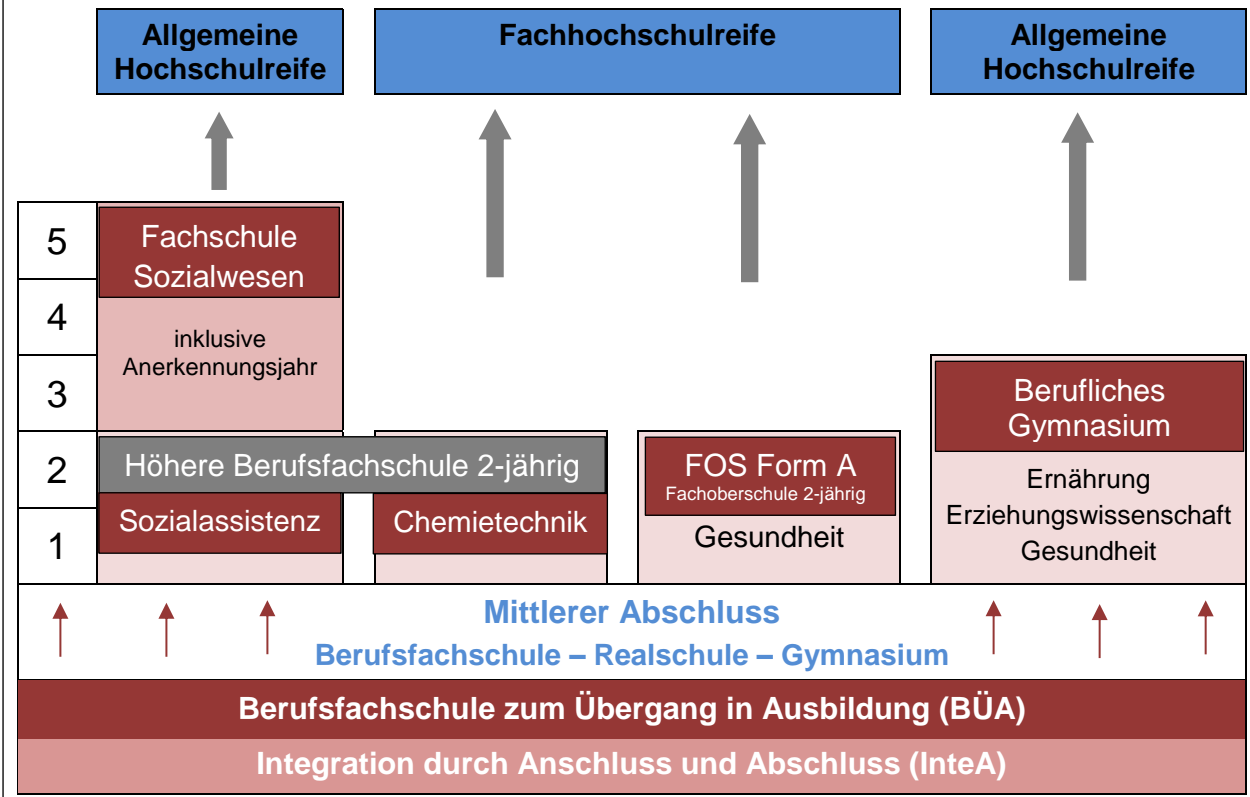 Allgemeine
Hochschulreife
Fachhochschulreife
Allgemeine
Hochschulreife
5
Fachschule
Sozialwesen
4
inklusive
Anerkennungsjahr
3
Berufliches
Gymnasium
2
Höhere Berufsfachschule 2-jährig
FOS Form A
Fachoberschule 2-jährig
Ernährung
Erziehungswissenschaft
Gesundheit
1
Sozialassistenz
Chemietechnik
Gesundheit
Mittlerer Abschluss
Berufsfachschule – Realschule – Gymnasium
Berufsfachschule zum Übergang in Ausbildung (BÜA)
Integration durch Anschluss und Abschluss (InteA)